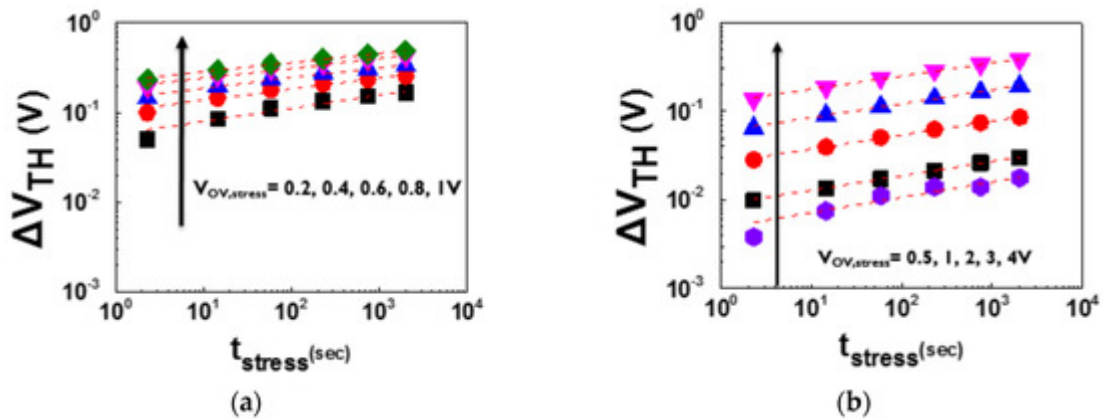 10⁰
10⁻¹
10⁻²
10⁻³
ΔV_TH (V)
V_OV,stress = 0.2, 0.4, 0.6, 0.8, 1V
10⁰ 10¹ 10² 10³ 10⁴
t_stress(sec)
(a)
10⁰
10⁻¹
10⁻²
10⁻³
ΔV_TH (V)
V_OV,stress= 0.5, 1, 2, 3, 4V
10⁰ 10¹ 10² 10³ 10⁴
t_stress(sec)
(b)